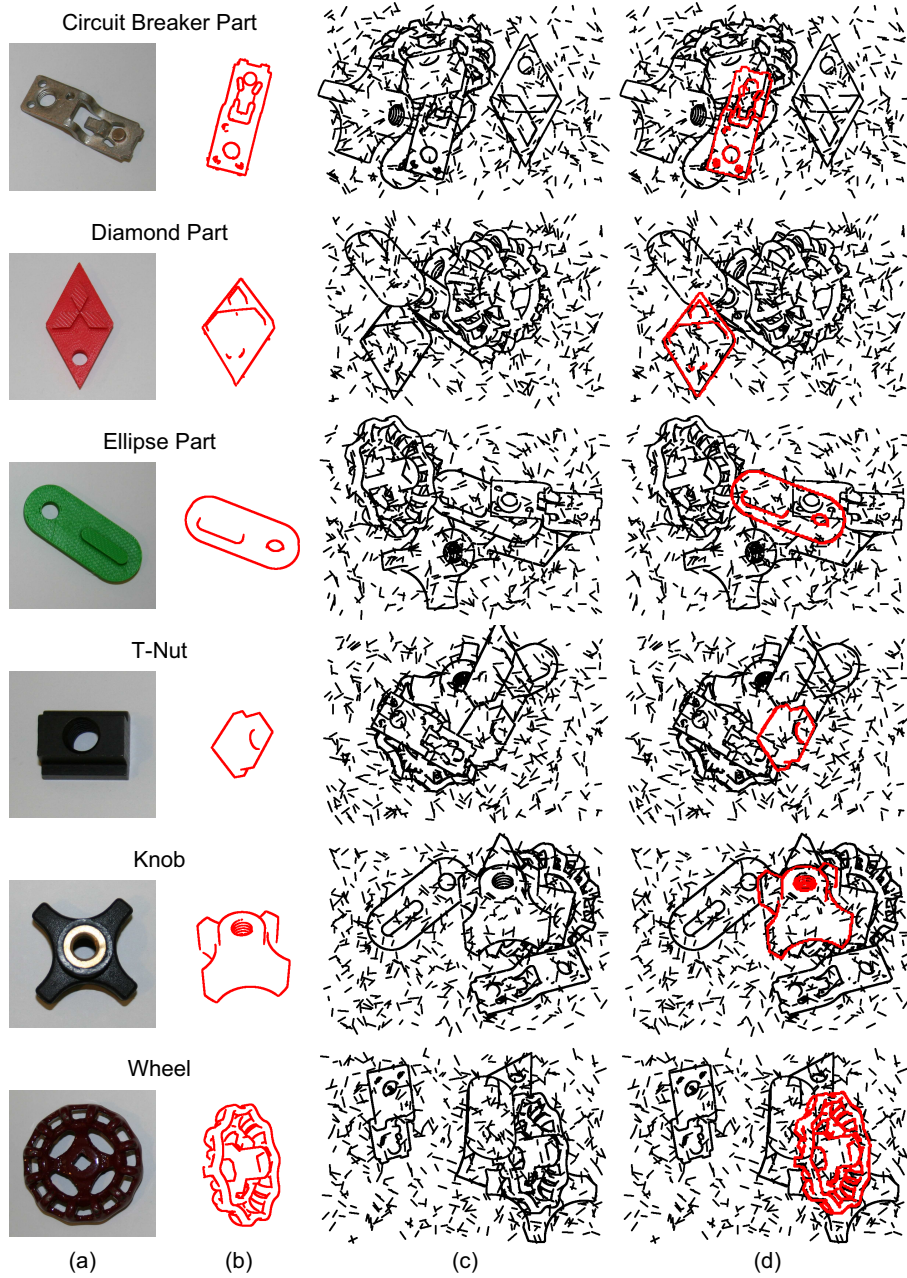 Circuit Breaker Part
Diamond Part
Ellipse Part
T-Nut
Knob
Wheel
(a) (b) (c) (d)